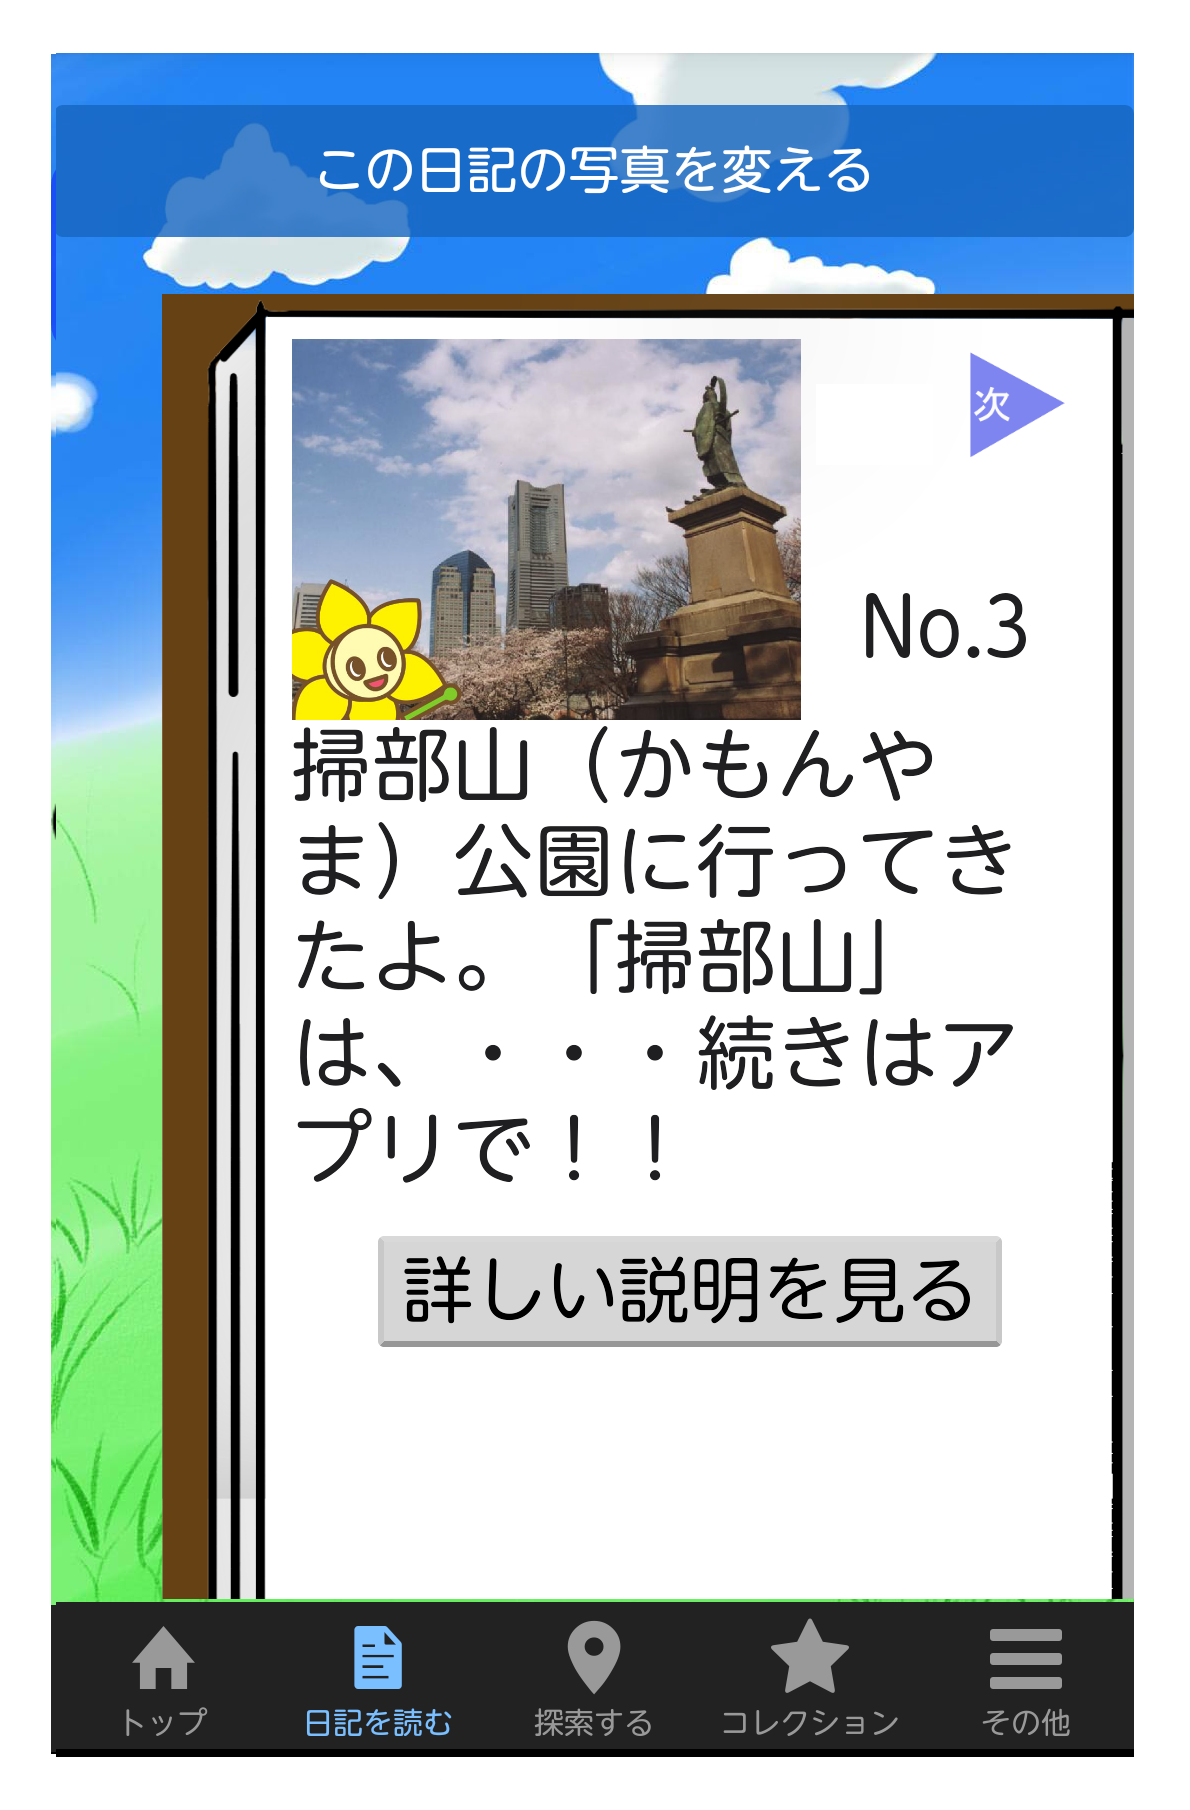 この日記の写真を変える
次
No.3
掃部山（かもんや
ま）公園に行ってき
たよ。「掃部山」
は、・・・続きはア
プリで！！
詳しい説明を見る
トップ
日記を読む
探索する
コレクション
その他